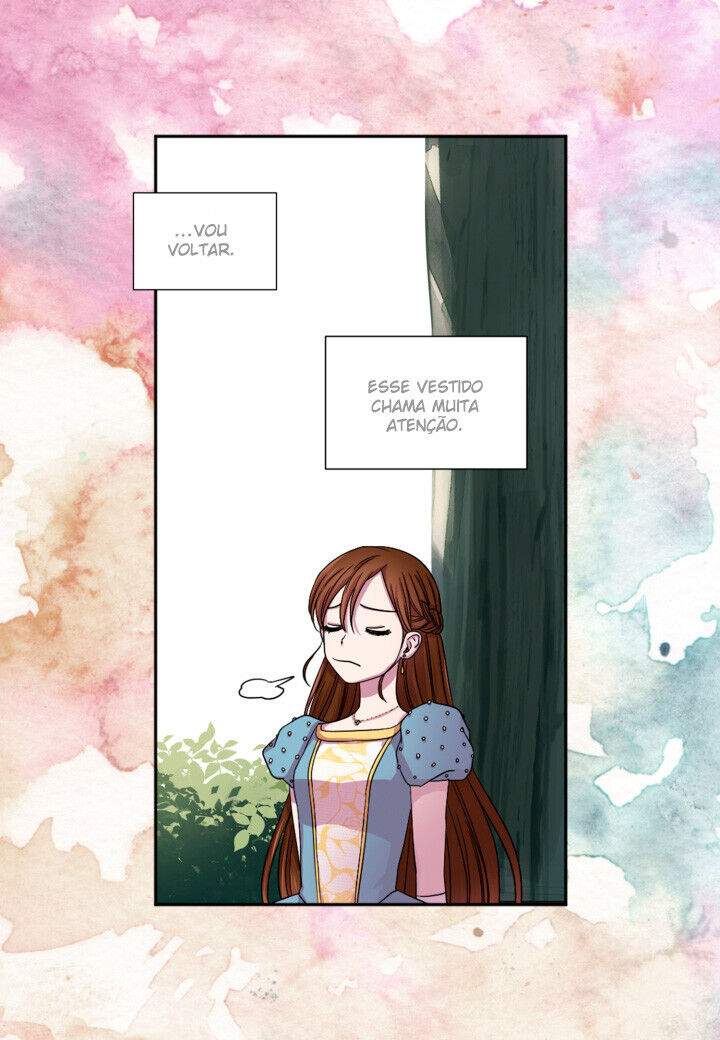 ...VOU
VOLTAR.
ESSE VESTIDO
CHAMA MUITA
ATENÇÃO.